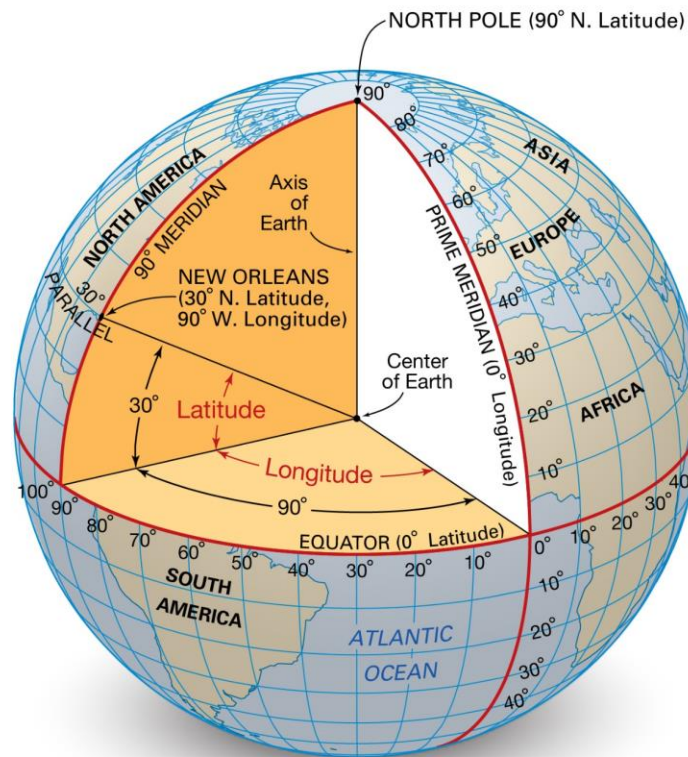 NORTH POLE (90° N. Latitude)
90°
80°
70°
60°
50°
40°
30°
20°
10°
ASIA
EUROPE
AFRICA
NORTH AMERICA
90° MERIDIAN
Axis
of
Earth
PRIME MERIDIAN (0° Longitude)
30°
PARALLEL
NEW ORLEANS
(30° N. Latitude,
90° W. Longitude)
Center
of Earth
30°
Latitude
Longitude
90°
EQUATOR (0° Latitude)
100°
90°
80°
70°
60°
50°
40°
30°
20°
10°
0°
10°
20°
30°
40°
10°
20°
30°
40°
SOUTH
AMERICA
ATLANTIC
OCEAN